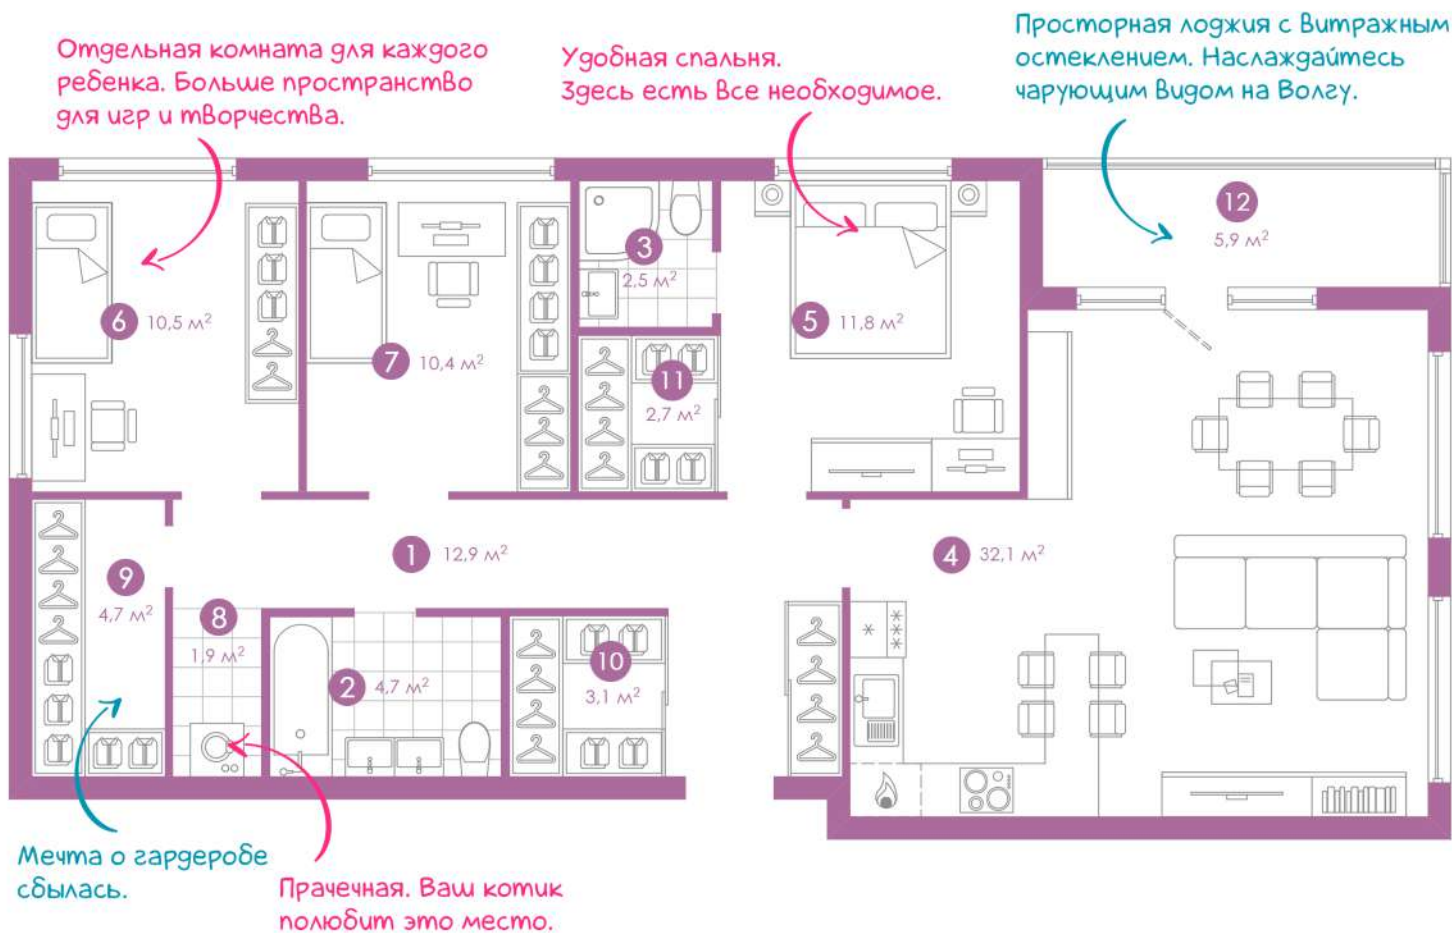 Отдельная комната для каждого
ребенка. Больше пространство
для игр и творчества.
Удобная спальня.
Здесь есть все необходимое.
Просторная лоджия с витражным
остеклением. Наслаждайтесь
чарующим видом на Волгу.
12
5,9 м²
3
2,5 м²
6 10,5 м²
5 11,8 м²
7 10,4 м²
11
2,7 м²
1 12,9 м²
4 32,1 м²
9
4,7 м²
8
1,9 м²
2 4,7 м²
10
3,1 м²
Мечта о гардеробе
сбылась.
Прачечная. Ваш котик
полюбит это место.